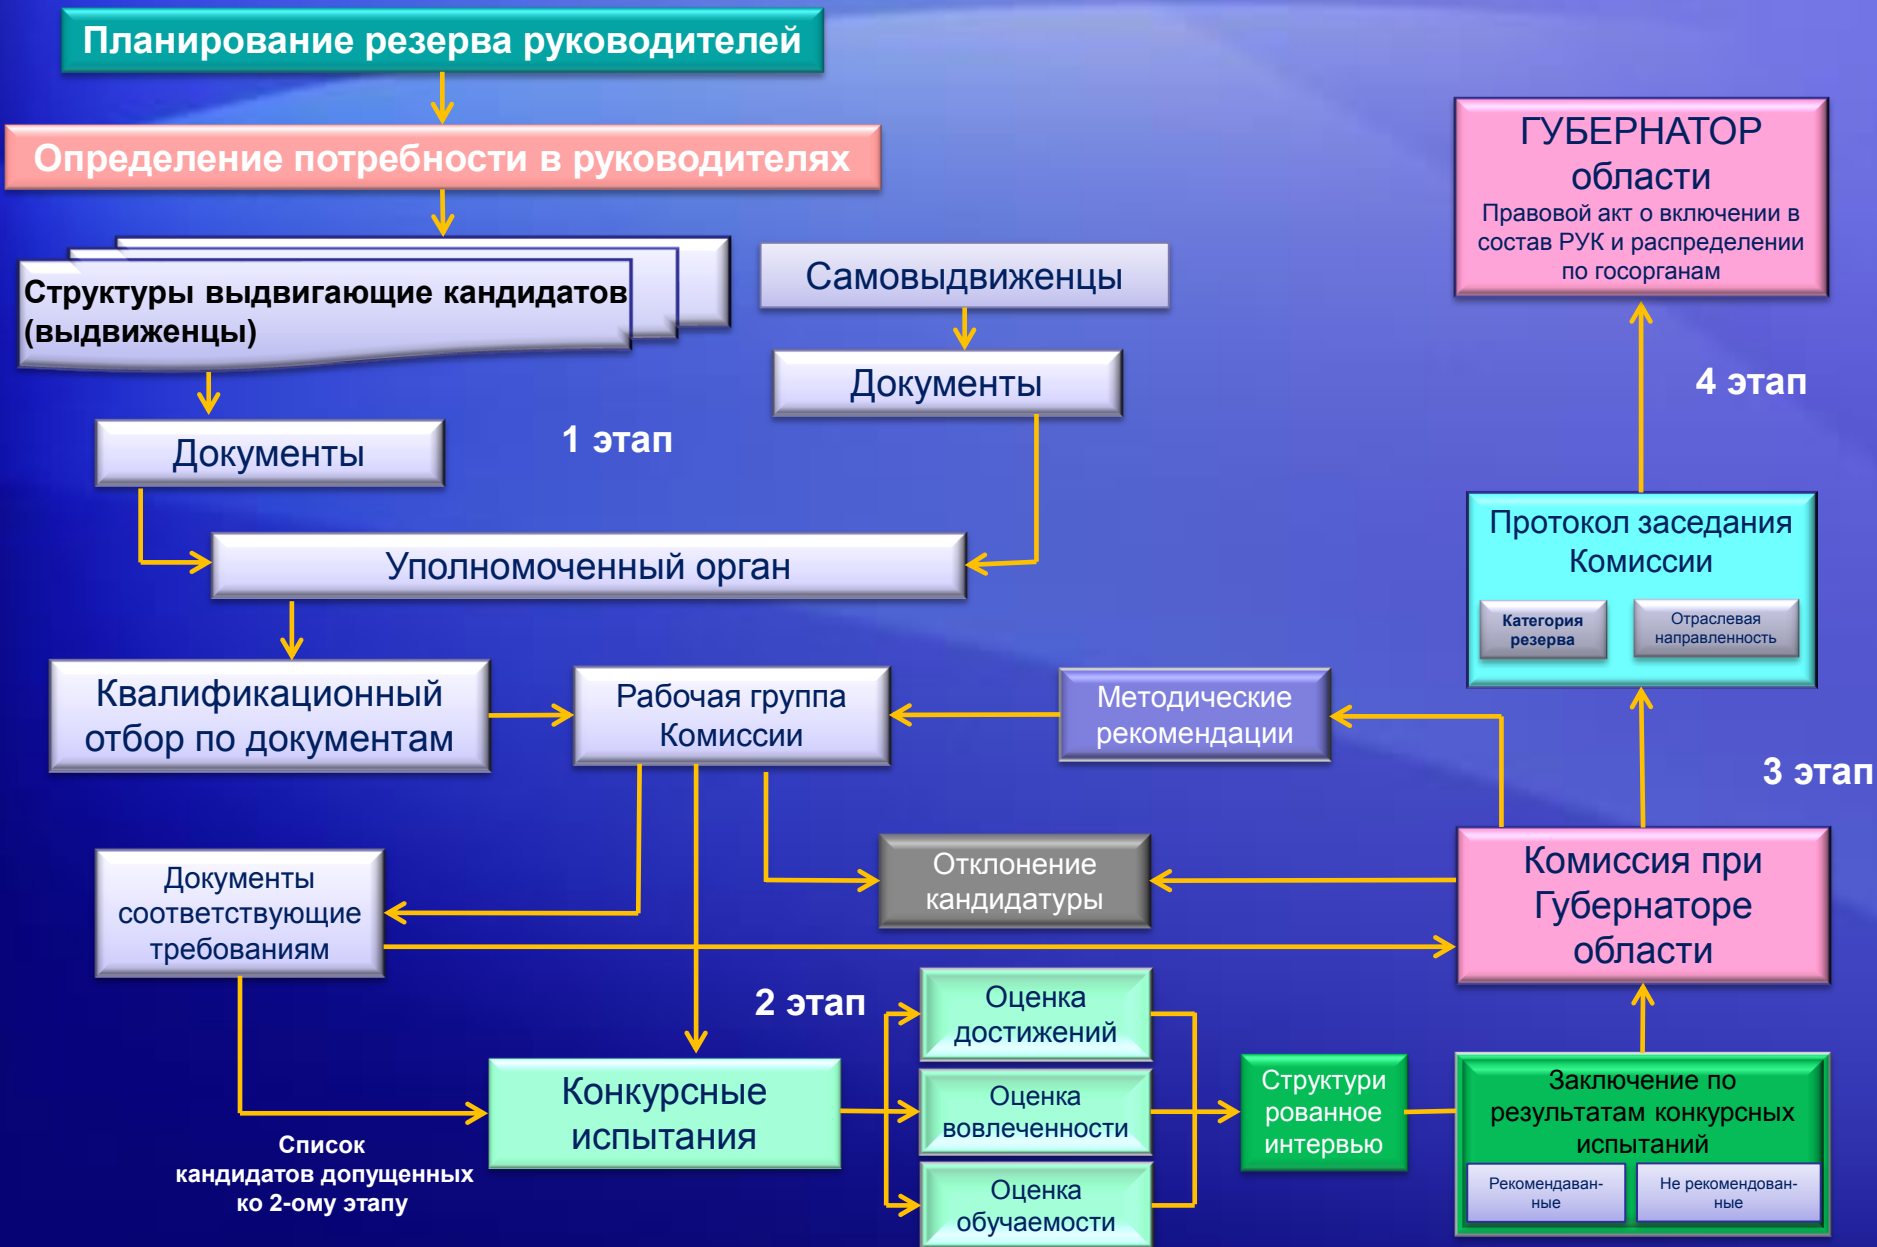 Планирование резерва руководителей
Определение потребности в руководителях
Структуры выдвигающие кандидатов
(выдвиженцы)
Самовыдвиженцы
Документы
Документы
1 этап
Уполномоченный орган
Квалификационный
отбор по документам
Рабочая группа
Комиссии
Методические
рекомендации
Отклонение
кандидатуры
Документы
соответствующие
требованиям
Список
кандидатов допущенных
ко 2-ому этапу
2 этап
Конкурсные
испытания
Оценка
достижений
Оценка
вовлеченности
Оценка
обучаемости
Структури
рованное
интервью
Заключение по
результатам конкурсных
испытаний
Рекомендаван-
ные
Не рекомендован-
ные
Комиссия при
Губернаторе
области
3 этап
Протокол заседания
Комиссии
Категория
резерва
Отраслевая
направленность
4 этап
ГУБЕРНАТОР
области
Правовой акт о включении в
состав РУК и распределении
по госорганам